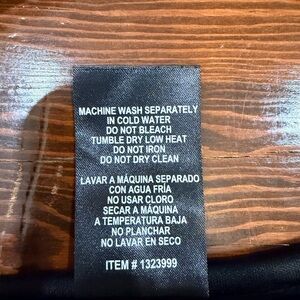 MACHINE WASH SEPARATELY
IN COLD WATER
DO NOT BLEACH
TUMBLE DRY LOW HEAT
DO NOT IRON
DO NOT DRY CLEAN
LAVAR A MÁQUINA SEPARADO
CON AGUA FRÍA
NO USAR CLORO
SECAR A MÁQUINA
A TEMPERATURA BAJA
NO PLANCHAR
NO LAVAR EN SECO
ITEM # 1323999